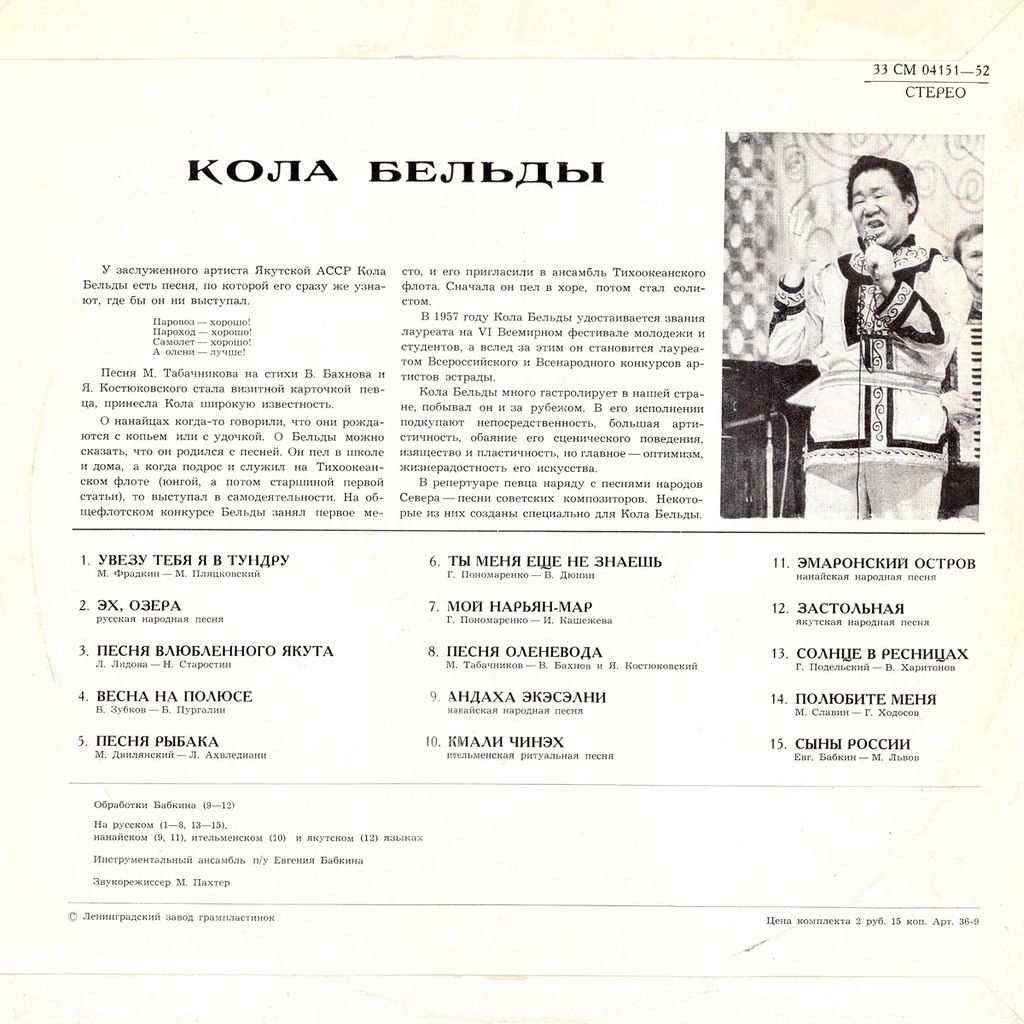 33 СМ 04151—52
СТЕРЕО
КОЛА БЕЛЬДЫ
У заслуженного артиста Якутской АССР Кола
Бельды есть песня, по которой его сразу же узна-
ют, где бы он ни выступал.
Паровоз — хорошо!
Пароход — хорошо!
Самолет — хорошо!
А олени — лучше!
Песня М. Табачникова на стихи В. Бахнова и
Я. Костюковского стала визитной карточкой пев-
ца, принесла Кола широкую известность.
О нанайцах когда-то говорили, что они рожда-
ются с копьем или с удочкой. О Бельды можно
сказать, что он родился с песней. Он пел в школе
и дома, а когда подрос и служил на Тихоокеан-
ском флоте (юнгой, а потом старшиной первой
статьи), то выступал в самодеятельности. На об-
щефлотском конкурсе Бельды занял первое ме-
сто, и его пригласили в ансамбль Тихоокеанского
флота. Сначала он пел в хоре, потом стал соли-
стом.
В 1957 году Кола Бельды удостаивается звания
лауреата на VI Всемирном фестивале молодежи и
студентов, а вслед за этим он становится лауреа-
том Всероссийского и Всенародного конкурсов ар-
тистов эстрады.
Кола Бельды много гастролирует в нашей стра-
не, побывал он и за рубежом. В его исполнении
подкупают непосредственность, большая арти-
стичность, обаяние его сценического поведения,
изящество и пластичность, но главное — оптимизм,
жизнерадость его искусства.
В репертуаре певца наряду с песнями народов
Севера — песни советских композиторов. Некото-
рые из них созданы специально для Кола Бельды.
1. УВЕЗУ ТЕБЯ Я В ТУНДРУ
М. Фрадкин — М. Пляцковский
2. ЭХ, ОЗЕРА
русская народная песня
3. ПЕСНЯ ВЛЮБЛЕННОГО ЯКУТА
Л. Лядова — Н. Старостин
4. ВЕСНА НА ПОЛЮСЕ
В. Зубков — Б. Пургалин
5. ПЕСНЯ РЫБАКА
М. Двилянский — Л. Ахвледиани
6. ТЫ МЕНЯ ЕЩЕ НЕ ЗНАЕШЬ
Г. Пономаренко — В. Дюнин
7. МОЙ НАРЬЯН-МАР
Г. Пономаренко — И. Кашежева
8. ПЕСНЯ ОЛЕНЕВОДА
М. Табачников — В. Бахнов и Я. Костюковский
9. АНДАХА ЭКЭСЭЛНИ
нанайская народная песня
10. КМАЛИ ЧИНЭХ
ительменская ритуальная песня
11. ЭМАРОНСКИЙ ОСТРОВ
нанайская народная песня
12. ЗАСТОЛЬНАЯ
якутская народная песня
13. СОЛНЦЕ В РЕСНИЦАХ
Г. Подельский — В. Харитонов
14. ПОЛЮБИТЕ МЕНЯ
М. Славин — Г. Ходосов
15. СЫНЫ РОССИИ
Евг. Бабкин — М. Львов
Обработки Бабкина (9—12)
На русском (1—8, 13—15),
нанайском (9, 11), ительменском (10) и якутском (12) языках
Инструментальный ансамбль п/у Евгения Бабкина
Звукорежиссер М. Пахтер
© Ленинградский завод грампластинок
Цена комплекта 2 руб. 15 коп. Арт. 36-9